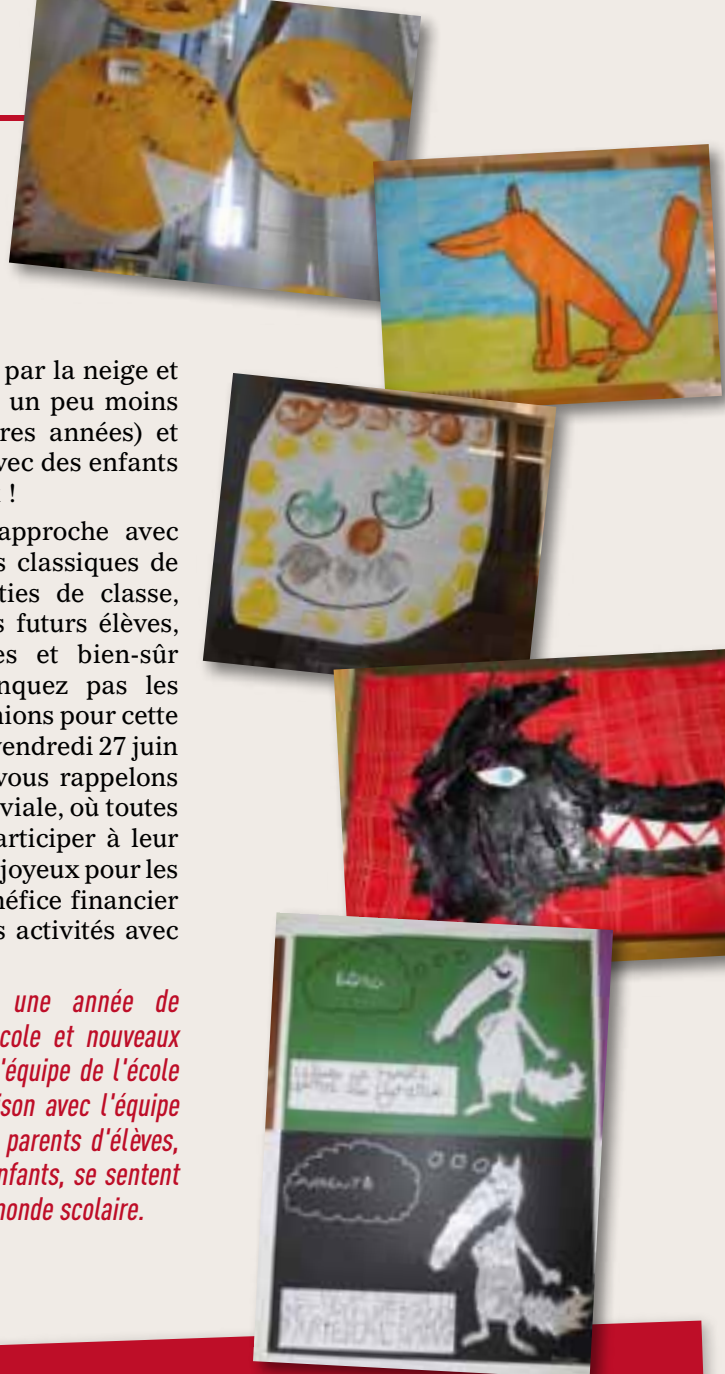 par la neige et
un peu moins
res années) et
vec des enfants
!
approche avec
s classiques de
ties de classe,
s futurs élèves,
es et bien-sûr
nquez pas les
nions pour cette
vendredi 27 juin
vous rappelons
viale, où toutes
articiper à leur
joyeux pour les
néfice financier
s activités avec
une année de
cole et nouveaux
'équipe de l'école
ison avec l'équipe
parents d'élèves,
nfants, se sentent
monde scolaire.